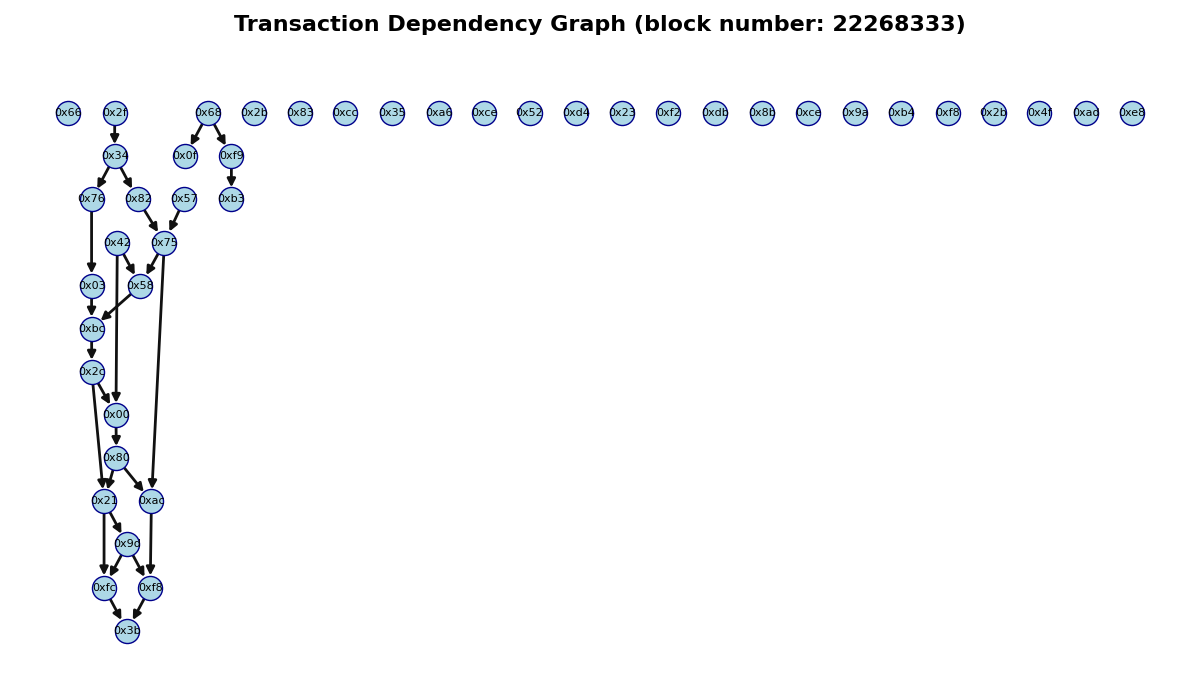 Transaction Dependency Graph (block number: 22268333)
0x66 0x2f 0x68 0x2b 0x83 0xcc 0x35 0xa6 0xce 0x52 0xd4 0x23 0xf2 0xdb 0x8b 0xce 0x9a 0xb4 0xf8 0x2b 0x4f 0xad 0xe8
0x34 0x0f 0xf9
0x76 0x82 0x57 0xb3
0x42 0x75
0x03 0x58
0xbc
0x2c
0x00
0x80
0x21 0xac
0x9d
0xfc 0xf8
0x3b